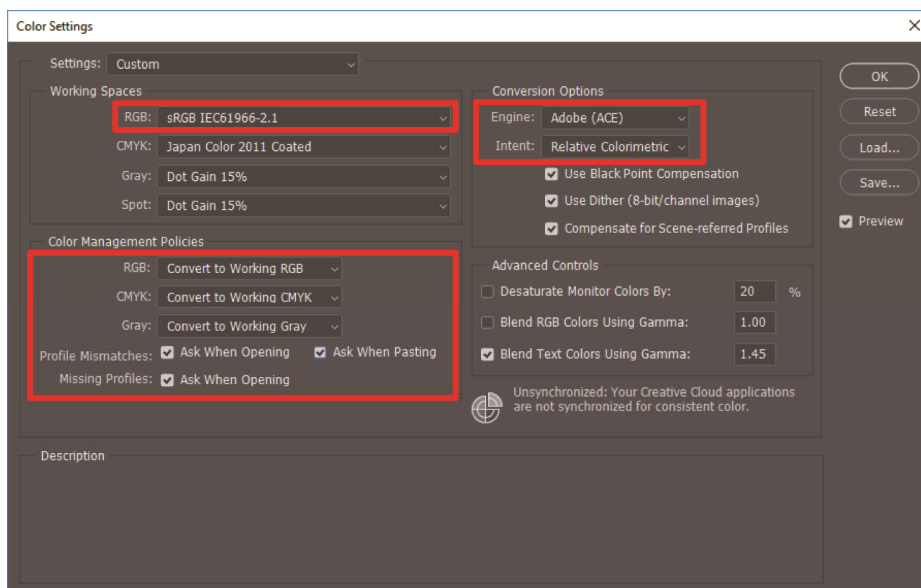 Color Settings
Settings: Custom
Working Spaces
RGB: sRGB IEC61966-2.1
CMYK: Japan Color 2011 Coated
Gray: Dot Gain 15%
Spot: Dot Gain 15%
Color Management Policies
RGB: Convert to Working RGB
CMYK: Convert to Working CMYK
Gray: Convert to Working Gray
Profile Mismatches: Ask When Opening Ask When Pasting
Missing Profiles: Ask When Opening
Conversion Options
Engine: Adobe (ACE)
Intent: Relative Colorimetric
Use Black Point Compensation
Use Dither (8-bit/channel images)
Compensate for Scene-referred Profiles
Advanced Controls
Desaturate Monitor Colors By: 20 %
Blend RGB Colors Using Gamma: 1.00
Blend Text Colors Using Gamma: 1.45
Unsynchronized: Your Creative Cloud applications
are not synchronized for consistent color.
OK
Reset
Load...
Save...
Preview
Description